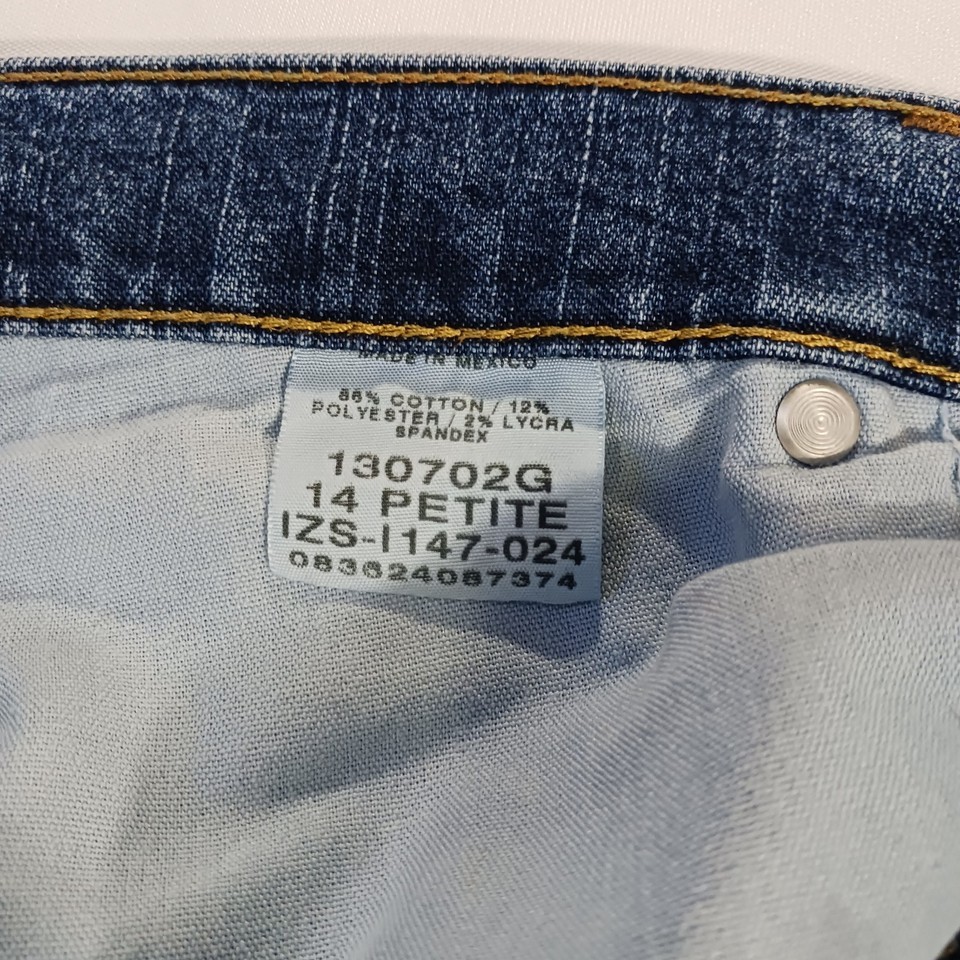 MADE IN MEXICO
86% COTTON / 12%
POLYESTER / 2% LYCRA
SPANDEX
130702G
14 PETITE
IZS-I147-024
083624087374